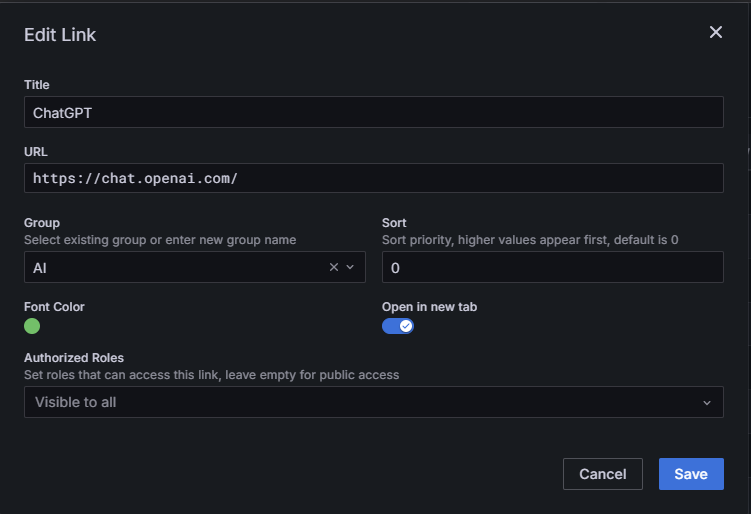 Edit Link
Title
ChatGPT
URL
https://chat.openai.com/
Group
Select existing group or enter new group name
AI
Sort
Sort priority, higher values appear first, default is 0
0
Font Color
Open in new tab
Authorized Roles
Set roles that can access this link, leave empty for public access
Visible to all
Cancel
Save